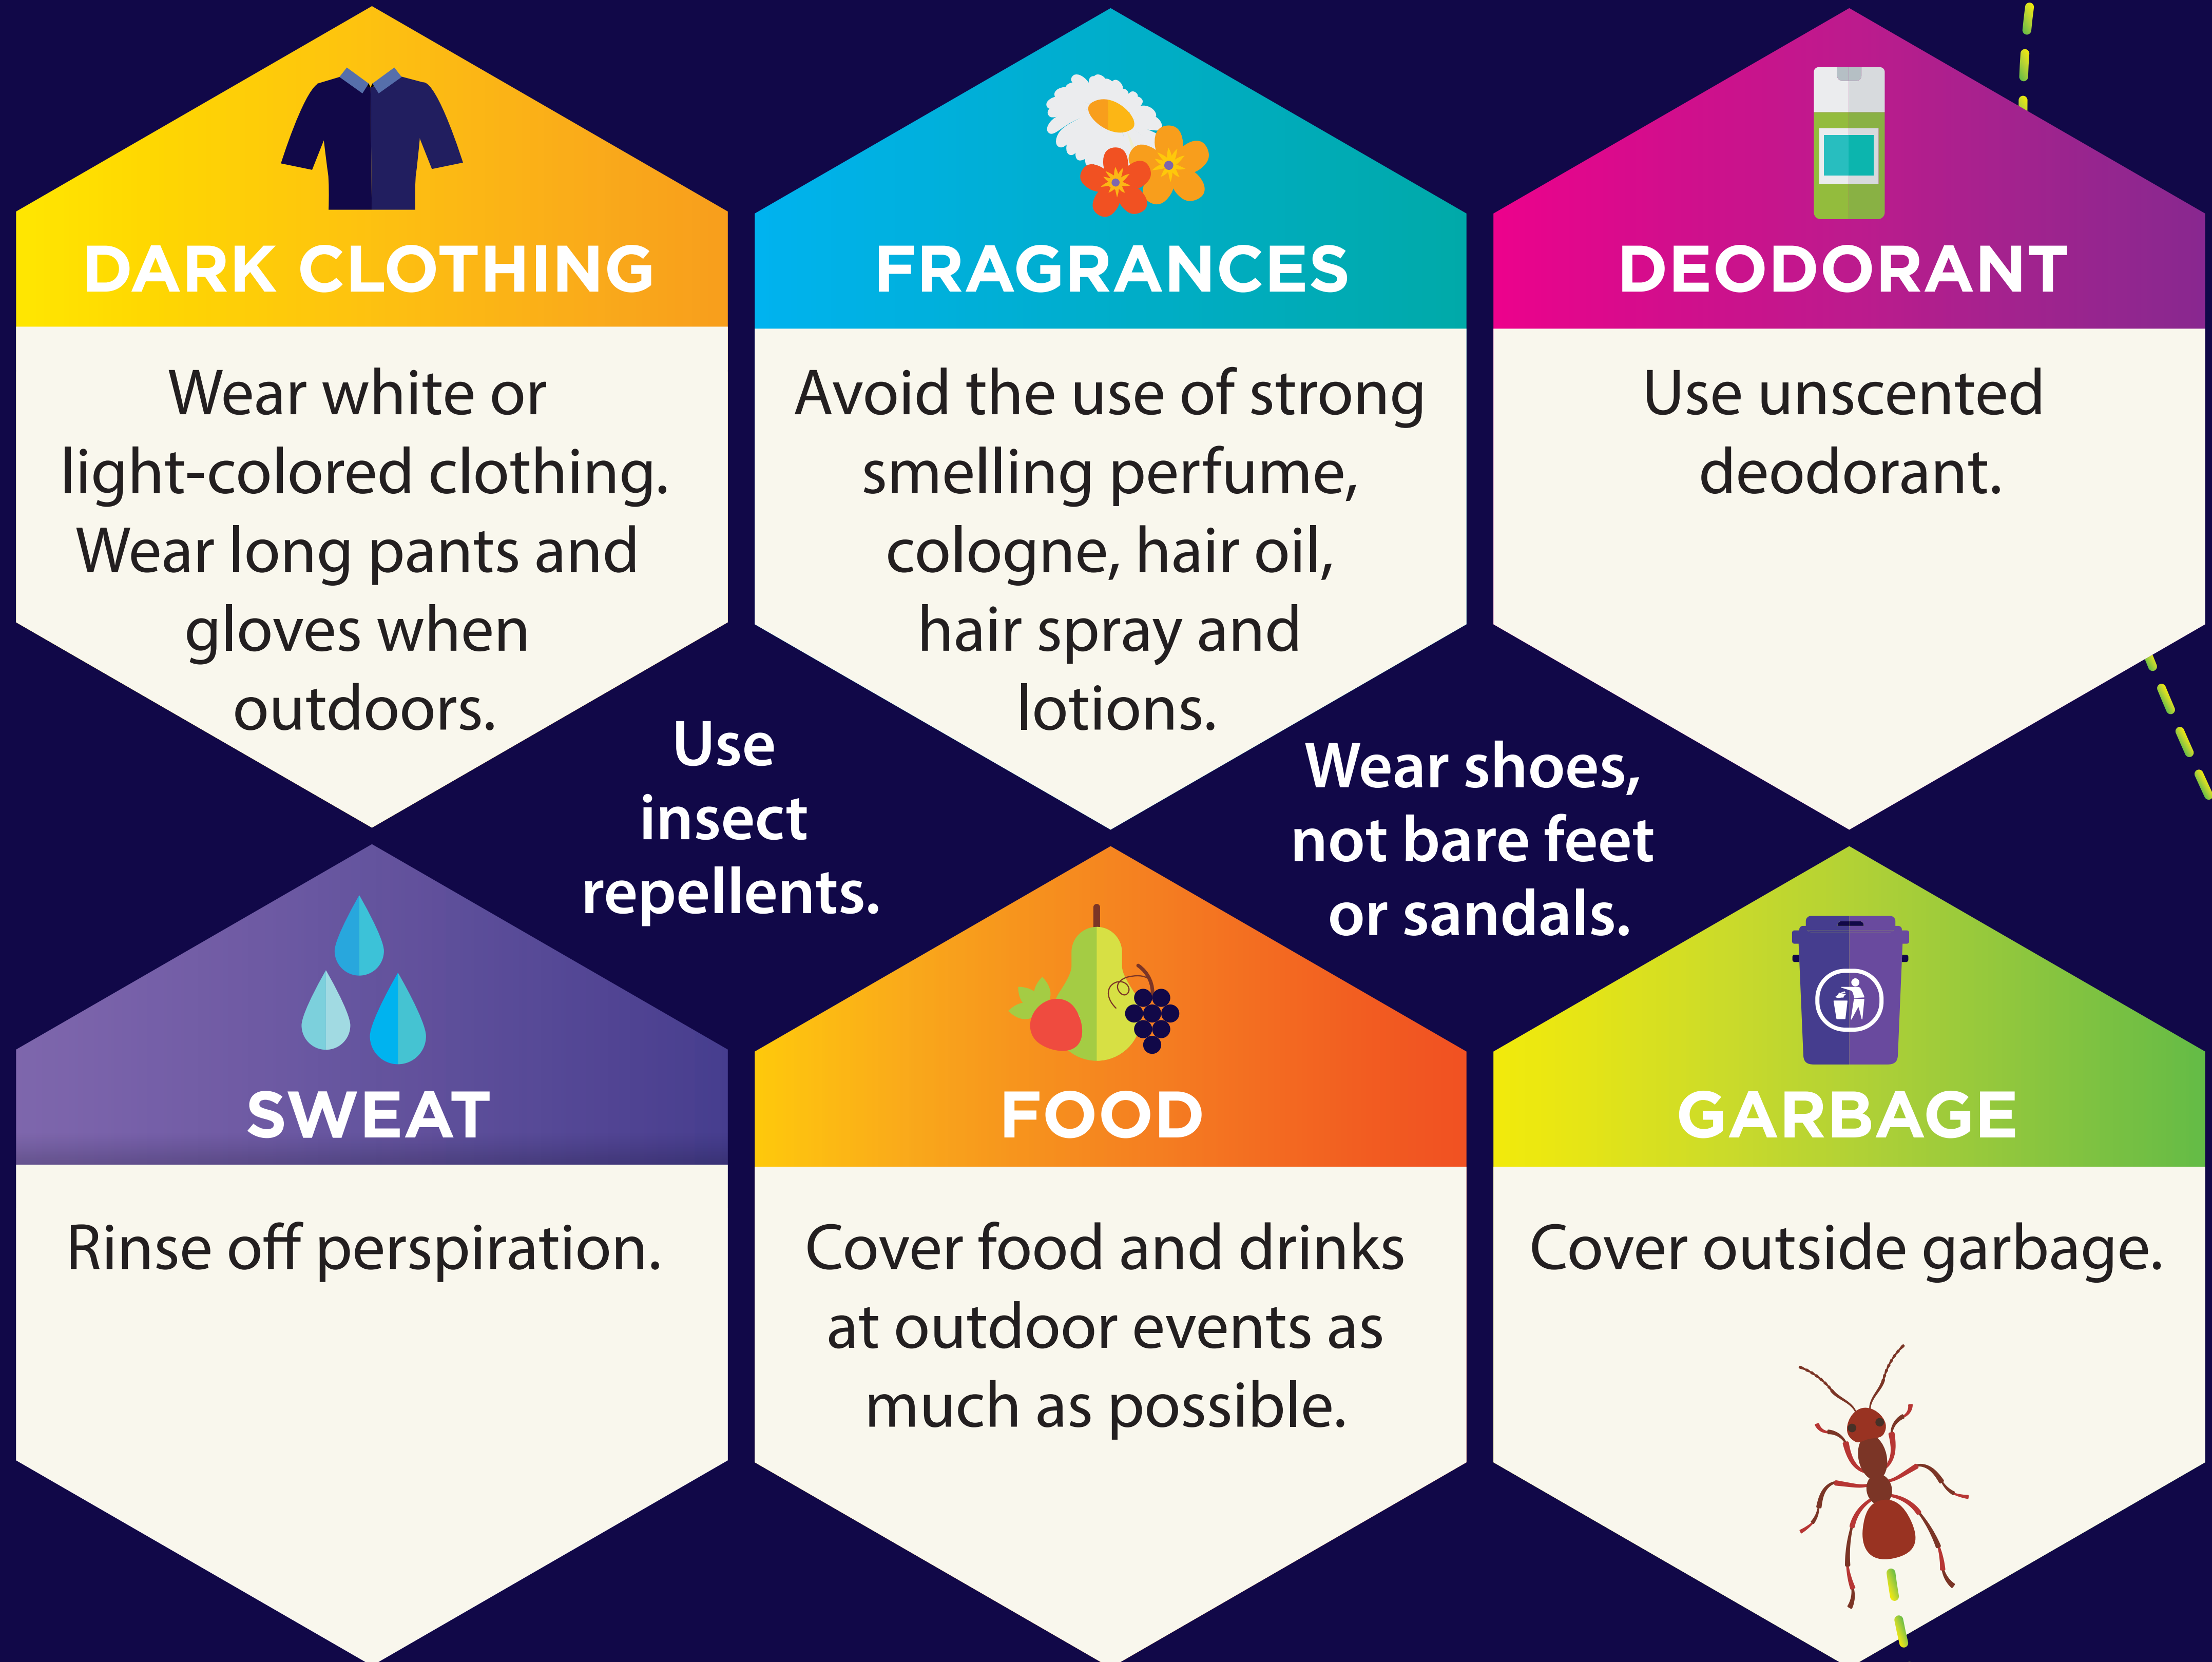 DARK CLOTHING
Wear white or
light-colored clothing.
Wear long pants and
gloves when
outdoors.
FRAGRANCES
Avoid the use of strong
smelling perfume,
cologne, hair oil,
hair spray and
lotions.
DEODORANT
Use unscented
deodorant.
Use
insect
repellents.
Wear shoes,
not bare feet
or sandals.
SWEAT
Rinse off perspiration.
FOOD
Cover food and drinks
at outdoor events as
much as possible.
GARBAGE
Cover outside garbage.